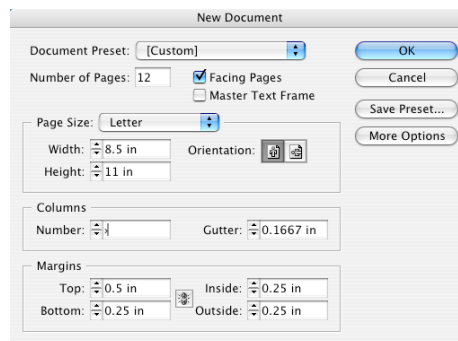 New Document
Document Preset: [Custom]
OK
Number of Pages: 12
Facing Pages
Cancel
Master Text Frame
Save Preset...
Page Size: Letter
More Options
Width: 8.5 in
Orientation:
Height: 11 in
Columns
Number:
Gutter: 0.1667 in
Margins
Top: 0.5 in
Inside: 0.25 in
Bottom: 0.25 in
Outside: 0.25 in